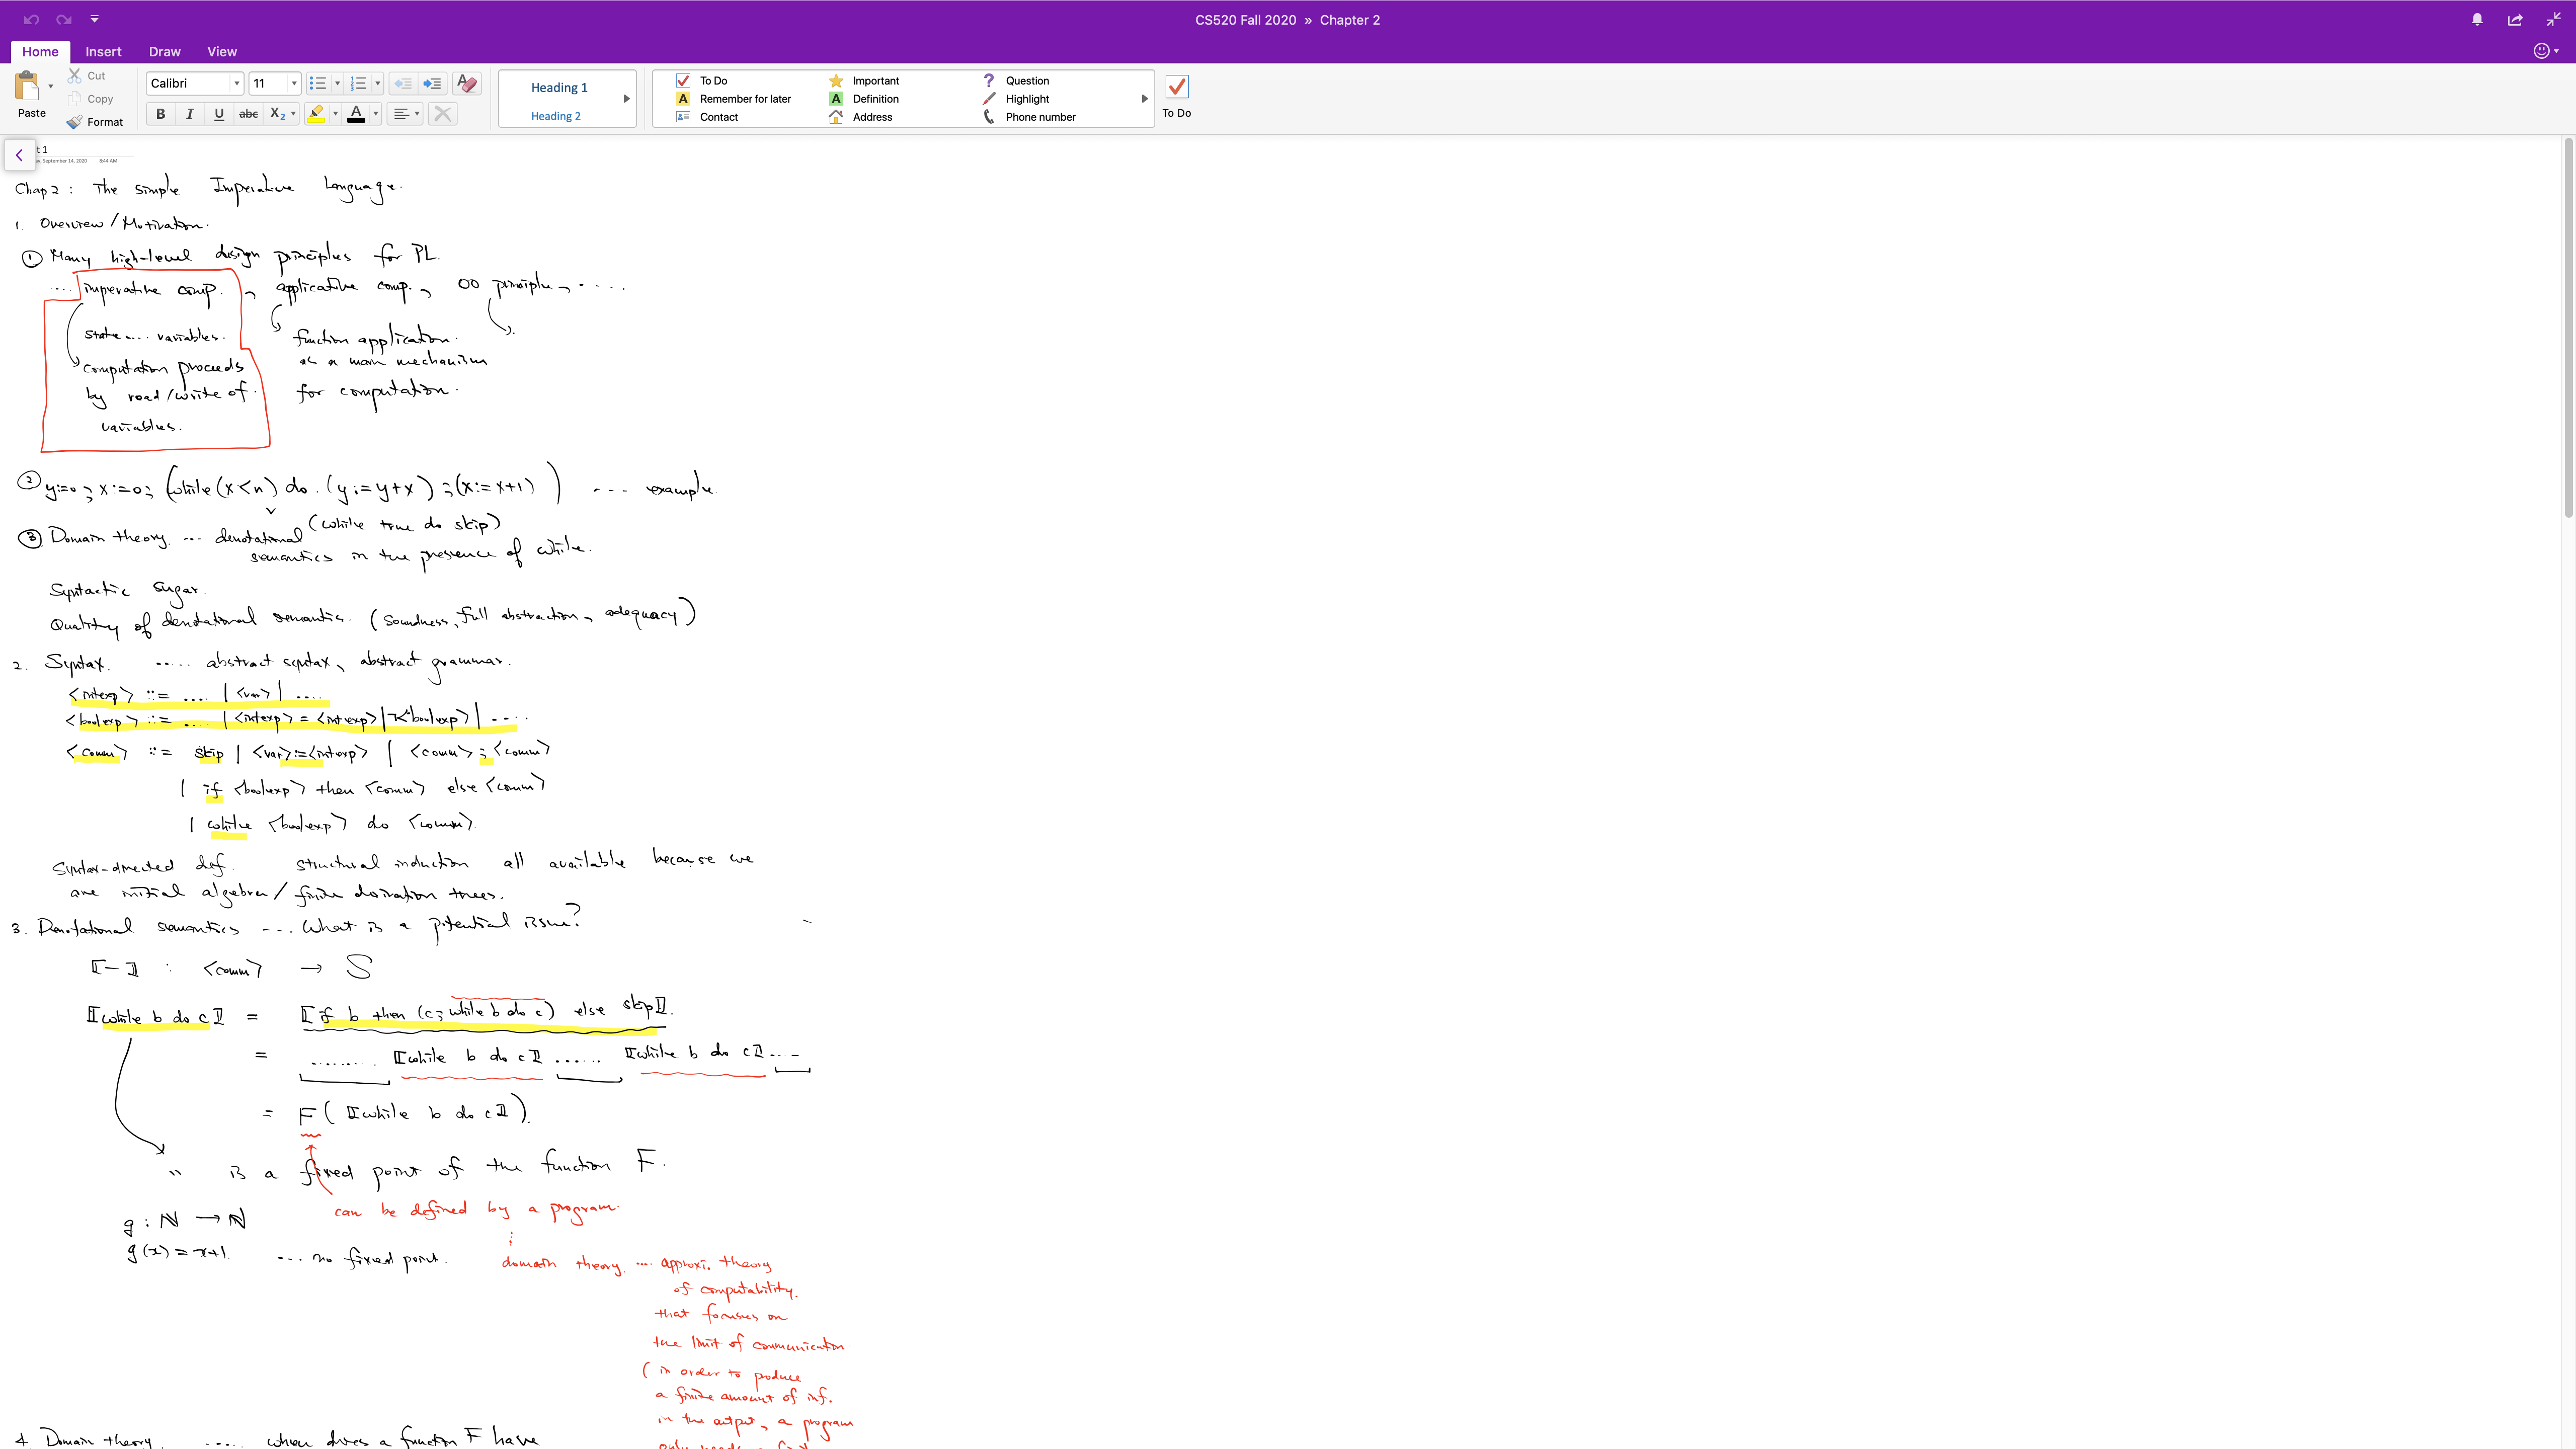 CS520 Fall 2020 » Chapter 2
Home Insert Draw View
Paste
Cut
Copy
Format
Calibri 11
B I U abc X₂ A
Heading 1
Heading 2
To Do Important Question
Remember for later Definition Highlight
Contact Address Phone number
To Do
t 1
September 14, 2020 8:44 AM
Chap 2 : The simple Imperative Language.
1. Overview / Motivation.
① Many high-level design principles for PL.
.... imperative comp. , applicative comp. , OO principle , .....
state .... variables.
computation proceeds
by read/write of
variables.
function application.
as a main mechanism
for computation.
② y:=0 ; x:=0; (while (x<n) do (y:=y+x) ; (x:=x+1) ) ... example.
(while true do skip)
③ Domain theory .... denotational
semantics in the presence of while.
Syntactic sugar.
Quality of denotational semantics. (Soundness, full abstraction, adequacy)
2. Syntax. ..... abstract syntax, abstract grammar.
<intexp> ::= .... | <var> | ....
<boolexp> ::= .... | <intexp> = <intexp> | ¬<boolexp> | ....
<comm> ::= skip | <var>:=<intexp> | <comm> ; <comm>
| if <boolexp> then <comm> else <comm>
| while <boolexp> do <comm>.
Syntax-directed def. structural induction all available because we
are initial algebra / finite derivation trees.
3. Denotational semantics ... What is a potential issue?
⟦-⟧ : <comm> → S
⟦while b do c⟧ = ⟦if b then (c; while b do c) else skip⟧.
= ........ ⟦while b do c⟧ ...... ⟦while b do c⟧ ...
= F( ⟦while b do c⟧ ).
" is a fixed point of the function F.
can be defined by a program.
g : ℕ → ℕ
g(x) = x+1. ... no fixed point.
domain theory .... approxi. theory
of computability.
that focuses on
the limit of communication
( in order to produce
a finite amount of inf.
in the output, a program
only needs
4. Domain theory ..... when does a function F have